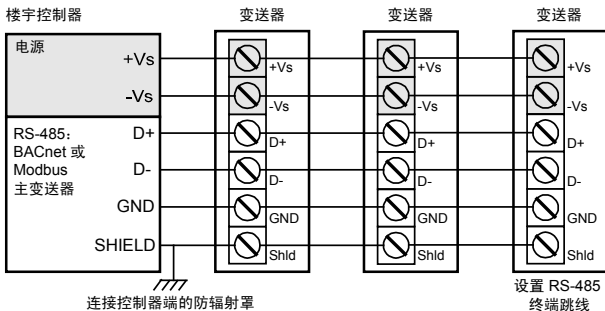 楼宇控制器
变送器
变送器
变送器
电源
+Vs
-Vs
RS-485：
BACnet 或
Modbus
主变送器
D+
D-
GND
SHIELD
+Vs
-Vs
D+
D-
GND
Shld
+Vs
-Vs
D+
D-
GND
Shld
+Vs
-Vs
D+
D-
GND
Shld
连接控制器端的防辐射罩
设置 RS-485
终端跳线